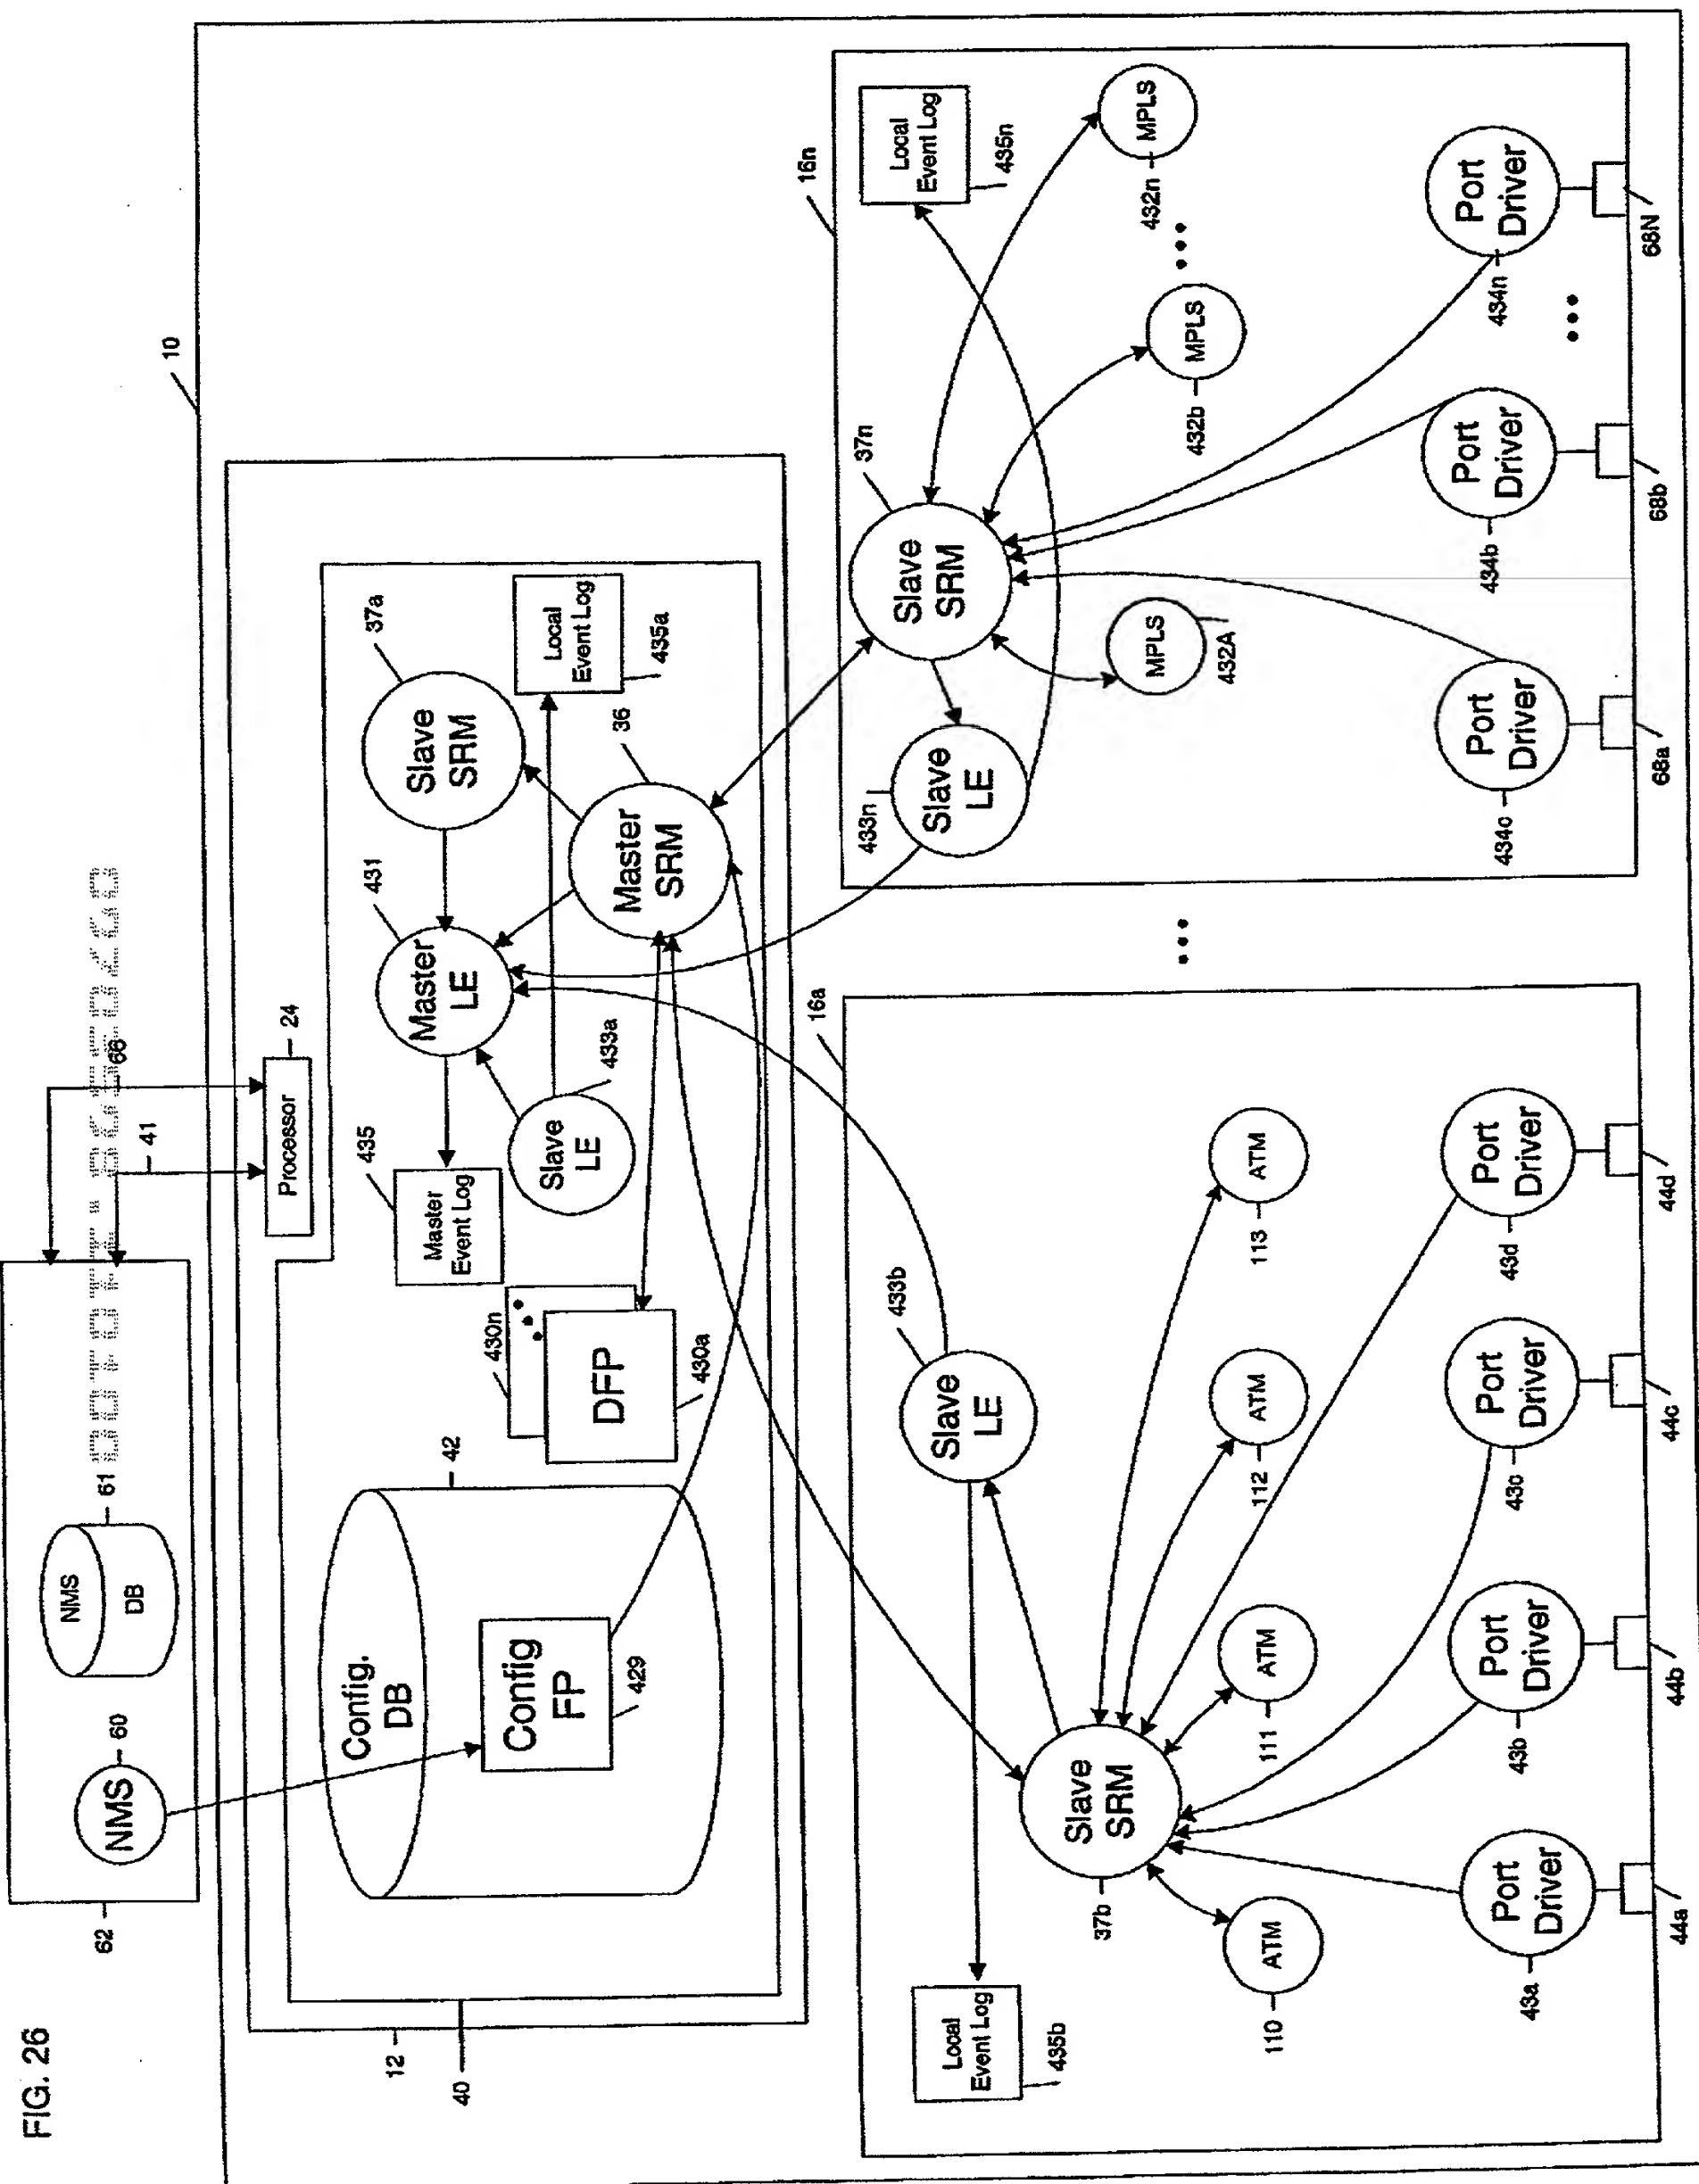 FIG. 26
62
NMS
60
NMS
DB
61
41
66
10
12
40
Processor
24
Config.
DB
42
Config
FP
429
DFP
430a
430n
Master
Event Log
435
Slave
LE
433a
Master
LE
431
Slave
SRM
37a
Master
SRM
36
Local
Event Log
435a
16a
Local
Event Log
435b
Slave
LE
433b
Slave
SRM
37b
ATM
110
ATM
111
ATM
112
ATM
113
Port
Driver
43a
44a
Port
Driver
43b
44b
Port
Driver
43c
44c
Port
Driver
43d
44d
16n
Slave
LE
433n
Slave
SRM
37n
Local
Event Log
435n
MPLS
432A
MPLS
432b
MPLS
432n
Port
Driver
434c
68a
Port
Driver
434b
68b
Port
Driver
434n
68N